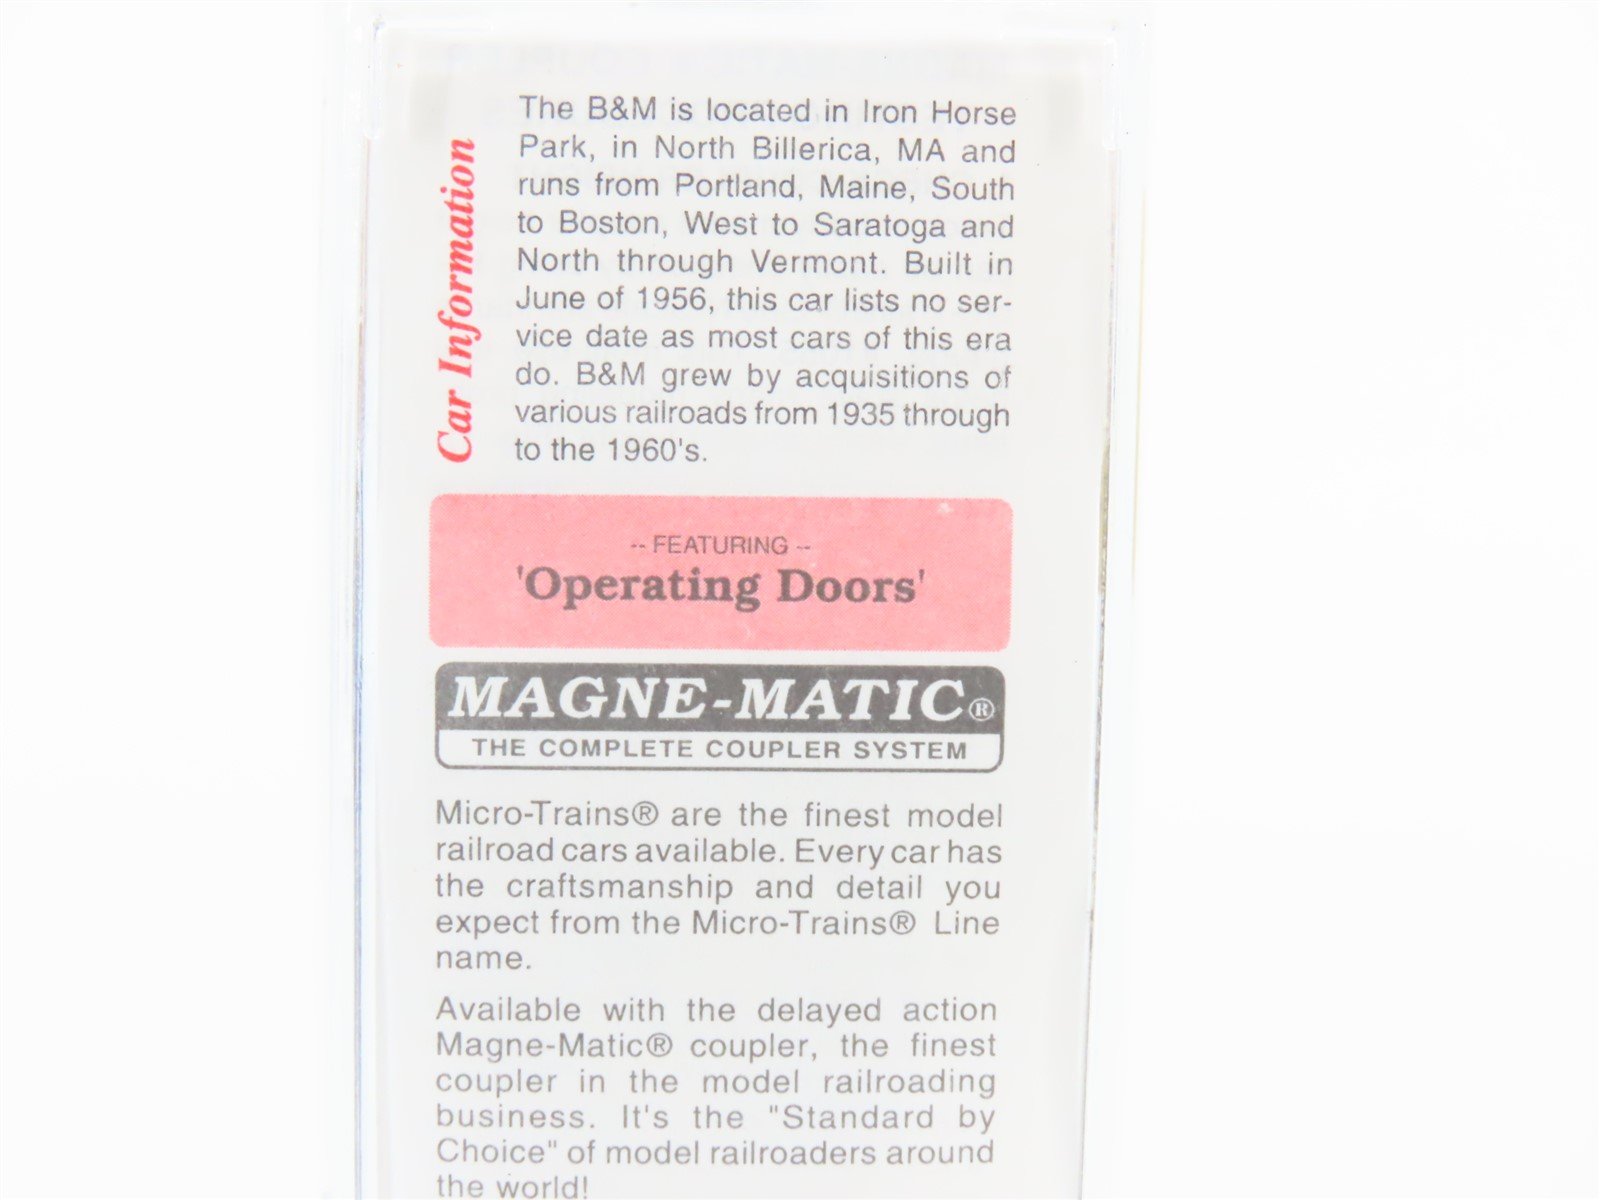 Car Information
The B&M is located in Iron Horse
Park, in North Billerica, MA and
runs from Portland, Maine, South
to Boston, West to Saratoga and
North through Vermont. Built in
June of 1956, this car lists no ser-
vice date as most cars of this era
do. B&M grew by acquisitions of
various railroads from 1935 through
to the 1960's.
-- FEATURING --
'Operating Doors'
MAGNE-MATIC®
THE COMPLETE COUPLER SYSTEM
Micro-Trains® are the finest model
railroad cars available. Every car has
the craftsmanship and detail you
expect from the Micro-Trains® Line
name.
Available with the delayed action
Magne-Matic® coupler, the finest
coupler in the model railroading
business. It's the "Standard by
Choice" of model railroaders around
the world!